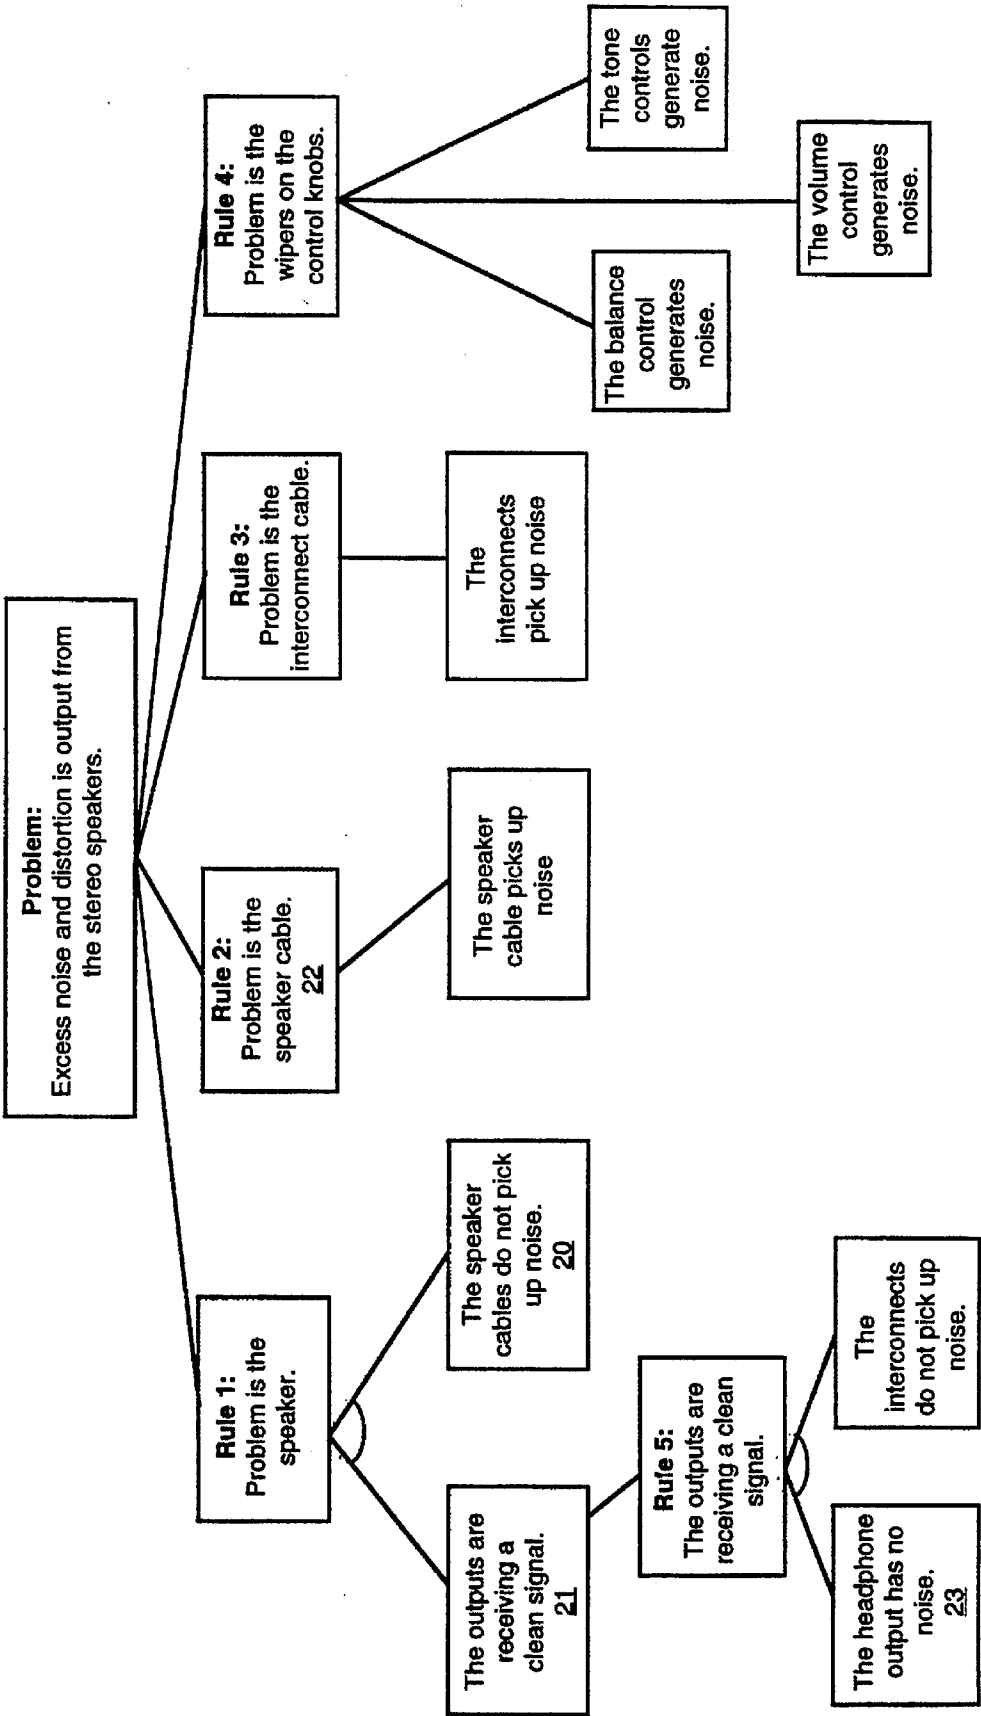 Problem:
Excess noise and distortion is output from
the stereo speakers.
Rule 1:
Problem is the
speaker.
Rule 2:
Problem is the
speaker cable.
22
Rule 3:
Problem is the
interconnect cable.
Rule 4:
Problem is the
wipers on the
control knobs.
The outputs are
receiving a
clean signal.
21
The speaker
cables do not pick
up noise.
20
The speaker
cable picks up
noise
The
interconnects
pick up noise
The balance
control
generates
noise.
The volume
control
generates
noise.
The tone
controls
generate
noise.
Rule 5:
The outputs are
receiving a clean
signal.
The headphone
output has no
noise.
23
The
interconnects
do not pick up
noise.